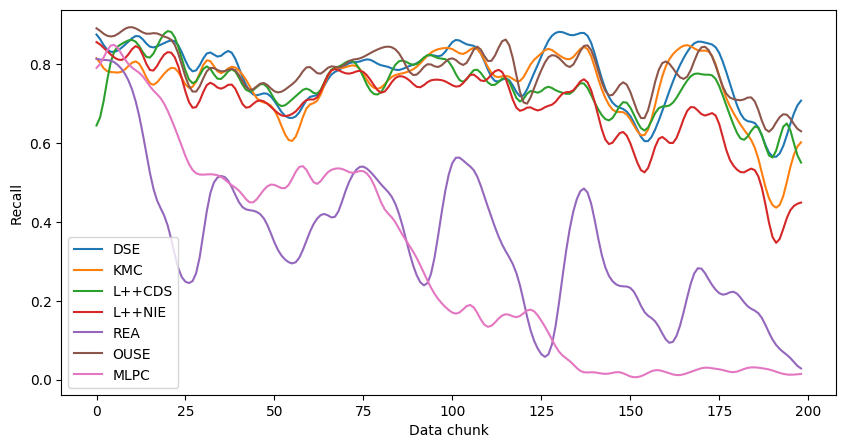 Recall
0.8
0.6
0.4
0.2
0.0
DSE
KMC
L++CDS
L++NIE
REA
OUSE
MLPC
0 25 50 75 100 125 150 175 200
Data chunk